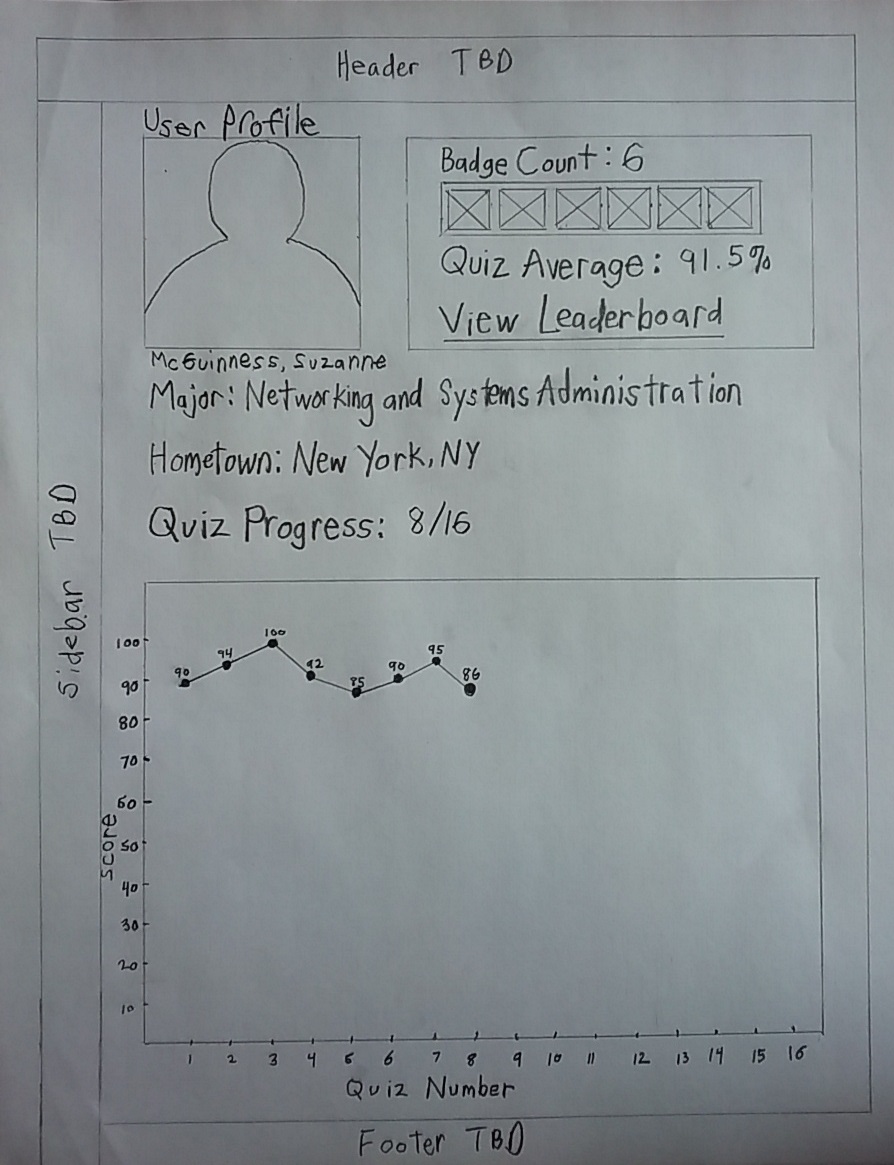 Header TBD
User Profile
Badge Count: 6
Quiz Average: 91.5%
View Leaderboard
McGuinness, Suzanne
Major: Networking and Systems Administration
Hometown: New York, NY
Quiz Progress: 8/16
Sidebar TBD
100
90
80
70
60
50
40
30
20
10
score
90
94
100
92
85
90
95
86
1 2 3 4 5 6 7 8 9 10 11 12 13 14 15 16
Quiz Number
Footer TBD